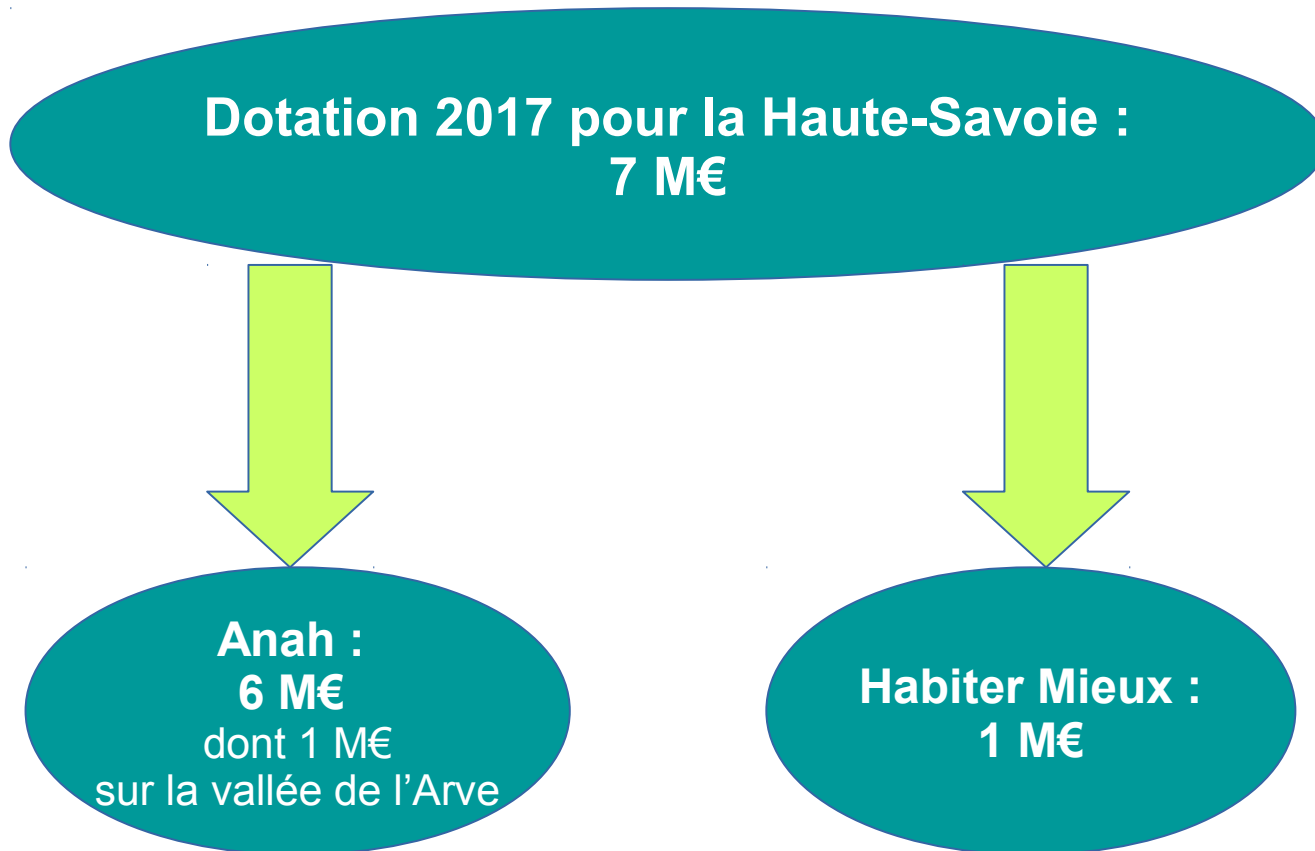 Dotation 2017 pour la Haute-Savoie :
7 M€
Anah :
6 M€
dont 1 M€
sur la vallée de l’Arve
Habiter Mieux :
1 M€